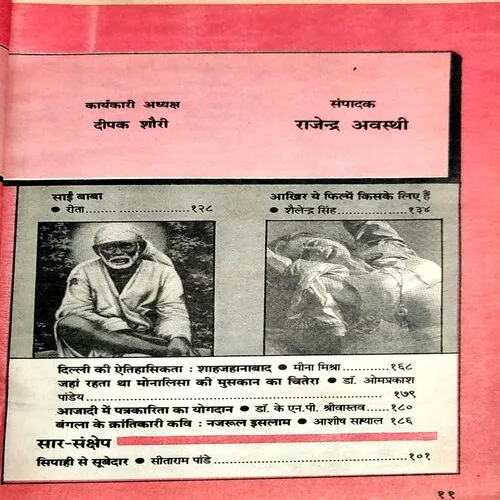 कार्यकारी अध्यक्ष
दीपक शौरी
संपादक
राजेन्द्र अवस्थी
साईं बाबा
● रीता........ ..................१२८
आखिर ये फिल्में किसके लिए हैं
● शैलेन्द्र सिंह..................१३४
दिल्ली की ऐतिहासिकता : शाहजहानाबाद ● मीना मिश्रा..........१६८
जहां रहता था मोनालिसा की मुसकान का चितेरा ● डॉ. ओमप्रकाश
पांडेय.................................................................१७९
आजादी में पत्रकारिता का योगदान ● डॉ. के एन.पी. श्रीवास्तव.....१८०
बंगला के क्रांतिकारी कवि : नजरूल इसलाम ● आशीष सान्याल १८६
सार-संक्षेप
सिपाही से सूबेदार ● सीताराम पांडे ..................................१०१
११